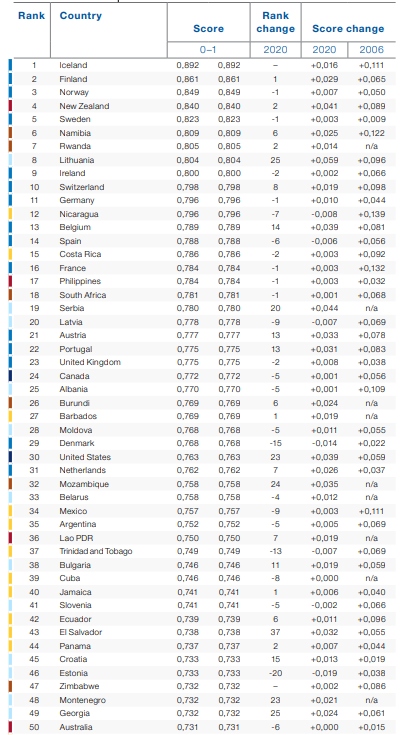 Rank Country Score Rank change Score change
0–1 2020 2020 2006
1 Iceland 0,892 0,892 – +0,016 +0,111
2 Finland 0,861 0,861 1 +0,029 +0,065
3 Norway 0,849 0,849 -1 +0,007 +0,050
4 New Zealand 0,840 0,840 2 +0,041 +0,089
5 Sweden 0,823 0,823 -1 +0,003 +0,009
6 Namibia 0,809 0,809 6 +0,025 +0,122
7 Rwanda 0,805 0,805 2 +0,014 n/a
8 Lithuania 0,804 0,804 25 +0,059 +0,096
9 Ireland 0,800 0,800 -2 +0,002 +0,066
10 Switzerland 0,798 0,798 8 +0,019 +0,098
11 Germany 0,796 0,796 -1 +0,010 +0,044
12 Nicaragua 0,796 0,796 -7 -0,008 +0,139
13 Belgium 0,789 0,789 14 +0,039 +0,081
14 Spain 0,788 0,788 -6 -0,006 +0,056
15 Costa Rica 0,786 0,786 -2 +0,003 +0,092
16 France 0,784 0,784 -1 +0,003 +0,132
17 Philippines 0,784 0,784 -1 +0,003 +0,032
18 South Africa 0,781 0,781 -1 +0,001 +0,068
19 Serbia 0,780 0,780 20 +0,044 n/a
20 Latvia 0,778 0,778 -9 -0,007 +0,069
21 Austria 0,777 0,777 13 +0,033 +0,078
22 Portugal 0,775 0,775 13 +0,031 +0,083
23 United Kingdom 0,775 0,775 -2 +0,008 +0,038
24 Canada 0,772 0,772 -5 +0,001 +0,056
25 Albania 0,770 0,770 -5 +0,001 +0,109
26 Burundi 0,769 0,769 6 +0,024 n/a
27 Barbados 0,769 0,769 1 +0,019 n/a
28 Moldova 0,768 0,768 -5 +0,011 +0,055
29 Denmark 0,768 0,768 -15 -0,014 +0,022
30 United States 0,763 0,763 23 +0,039 +0,059
31 Netherlands 0,762 0,762 7 +0,026 +0,037
32 Mozambique 0,758 0,758 24 +0,035 n/a
33 Belarus 0,758 0,758 -4 +0,012 n/a
34 Mexico 0,757 0,757 -9 +0,003 +0,111
35 Argentina 0,752 0,752 -5 +0,005 +0,069
36 Lao PDR 0,750 0,750 7 +0,019 n/a
37 Trinidad and Tobago 0,749 0,749 -13 -0,007 +0,069
38 Bulgaria 0,746 0,746 11 +0,019 +0,059
39 Cuba 0,746 0,746 -8 +0,000 n/a
40 Jamaica 0,741 0,741 1 +0,006 +0,040
41 Slovenia 0,741 0,741 -5 -0,002 +0,066
42 Ecuador 0,739 0,739 6 +0,011 +0,096
43 El Salvador 0,738 0,738 37 +0,032 +0,055
44 Panama 0,737 0,737 2 +0,007 +0,044
45 Croatia 0,733 0,733 15 +0,013 +0,019
46 Estonia 0,733 0,733 -20 -0,019 +0,038
47 Zimbabwe 0,732 0,732 – +0,002 +0,086
48 Montenegro 0,732 0,732 23 +0,021 n/a
49 Georgia 0,732 0,732 25 +0,024 +0,061
50 Australia 0,731 0,731 -6 +0,000 +0,015